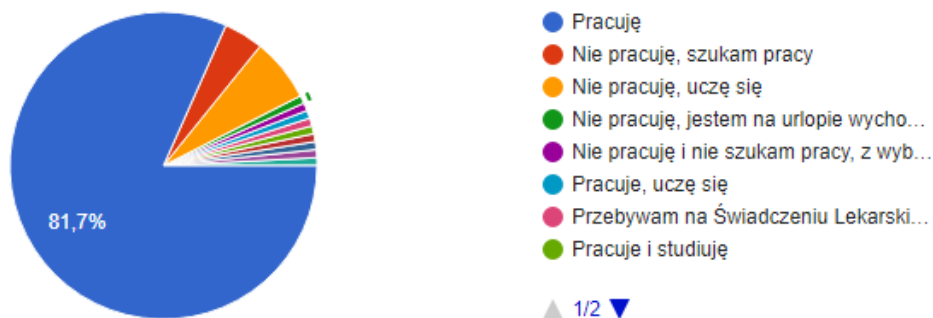 Pracuję
Nie pracuję, szukam pracy
Nie pracuję, uczę się
Nie pracuję, jestem na urlopie wycho...
Nie pracuję i nie szukam pracy, z wyb...
Pracuje, uczę się
Przebywam na Świadczeniu Lekarski...
Pracuje i studiuję
81,7%
1/2